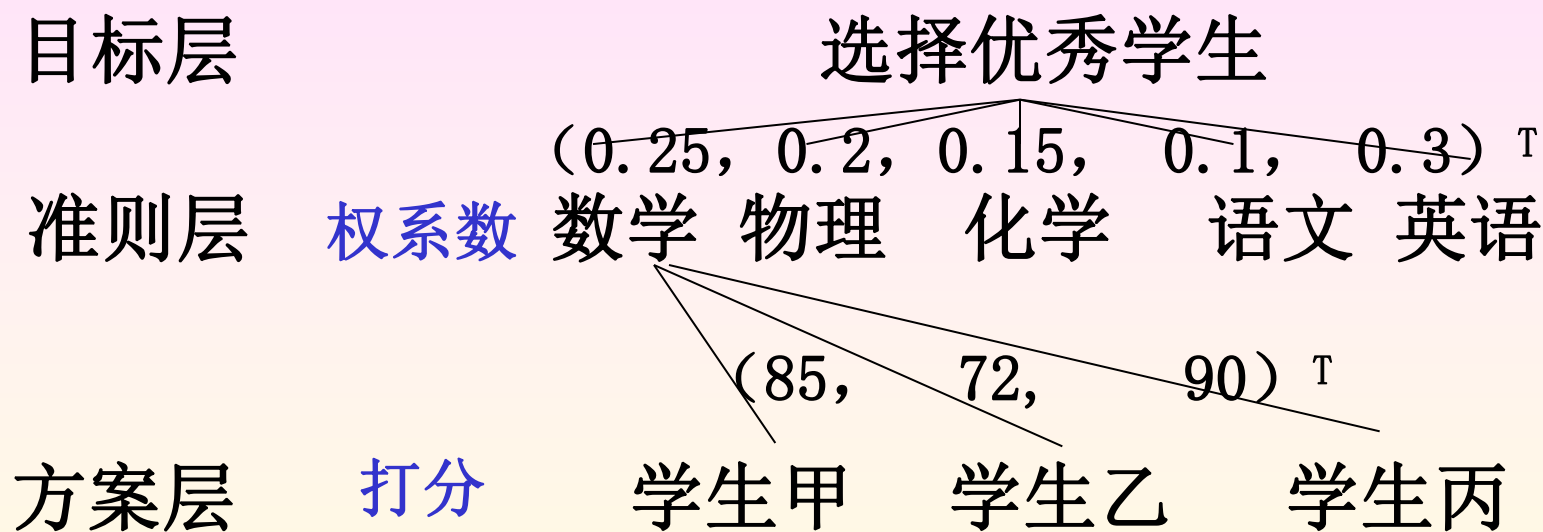 目标层 选择优秀学生
（0.25，0.2，0.15， 0.1， 0.3）T
准则层 权系数 数学 物理 化学 语文 英语
（85， 72, 90）T
方案层 打分 学生甲 学生乙 学生丙